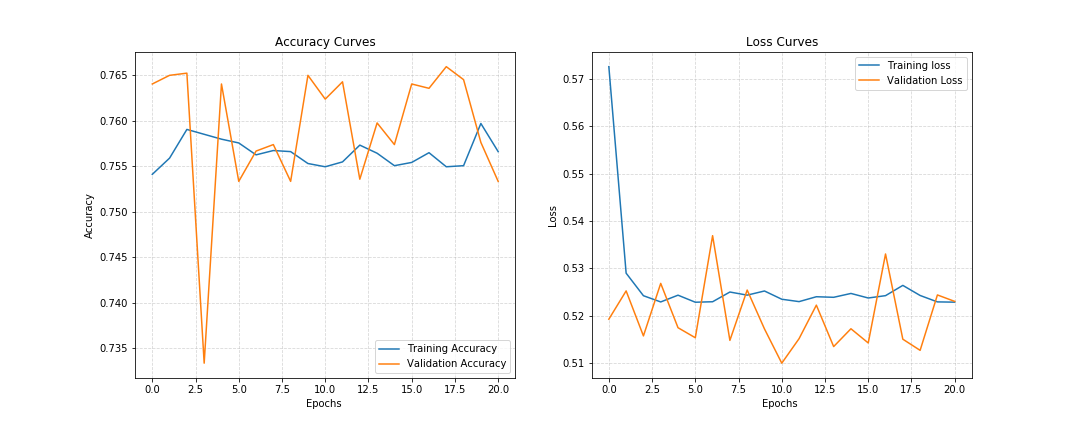 Accuracy Curves
0.765
0.760
0.755
0.750
0.745
0.740
0.735
Accuracy
0.0 2.5 5.0 7.5 10.0 12.5 15.0 17.5 20.0
Epochs
Training Accuracy
Validation Accuracy
Loss Curves
0.57
0.56
0.55
0.54
0.53
0.52
0.51
Loss
0.0 2.5 5.0 7.5 10.0 12.5 15.0 17.5 20.0
Epochs
Training loss
Validation Loss